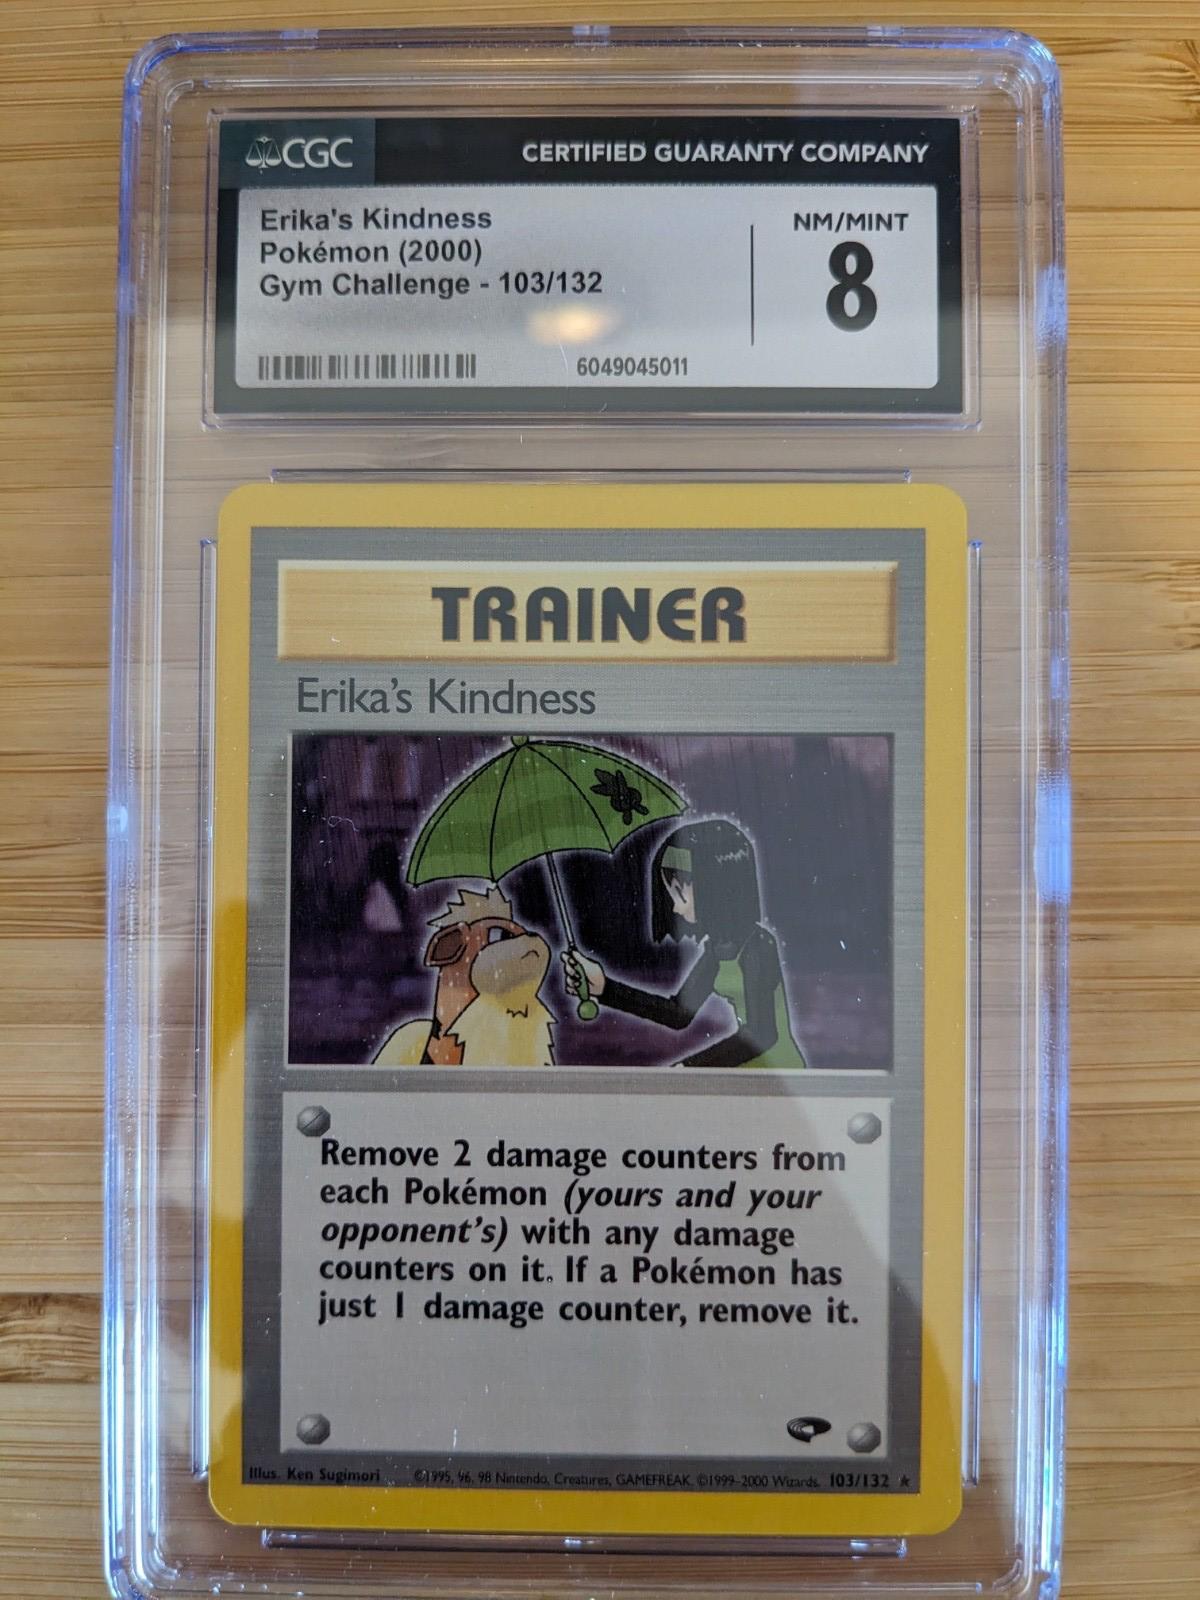 CGC
CERTIFIED GUARANTY COMPANY
Erika's Kindness
Pokémon (2000)
Gym Challenge - 103/132
NM/MINT
8
6049045011
TRAINER
Erika's Kindness
Remove 2 damage counters from
each Pokémon (yours and your
opponent's) with any damage
counters on it. If a Pokémon has
just 1 damage counter, remove it.
Illus. Ken Sugimori ©1995, 96, 98 Nintendo, Creatures, GAMEFREAK. ©1999-2000 Wizards. 103/132 ★